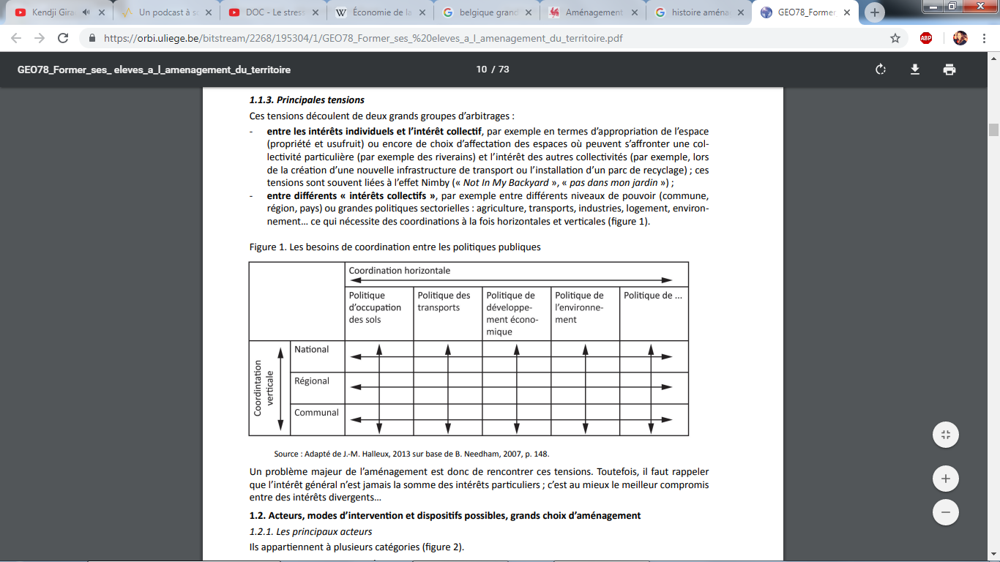 Kendji Gira
Un podcast à s
DOC - Le stress
Économie de la
belgique grand
Aménagement
histoire aména
GEO78_Former
https://orbi.uliege.be/bitstream/2268/195304/1/GEO78_Former_ses_%20eleves_a_l_amenagement_du_territoire.pdf
ABP
GEO78_Former_ses_ eleves_a_l_amenagement_du_territoire
10 / 73
1.1.3. Principales tensions
Ces tensions découlent de deux grands groupes d'arbitrages :
- entre les intérêts individuels et l'intérêt collectif, par exemple en termes d'appropriation de l'espace
(propriété et usufruit) ou encore de choix d'affectation des espaces où peuvent s'affronter une col-
lectivité particulière (par exemple des riverains) et l'intérêt des autres collectivités (par exemple, lors
de la création d'une nouvelle infrastructure de transport ou l'installation d'un parc de recyclage) ; ces
tensions sont souvent liées à l'effet Nimby (« Not In My Backyard », « pas dans mon jardin ») ;
- entre différents « intérêts collectifs », par exemple entre différents niveaux de pouvoir (commune,
région, pays) ou grandes politiques sectorielles : agriculture, transports, industries, logement, environ-
nement... ce qui nécessite des coordinations à la fois horizontales et verticales (figure 1).
Figure 1. Les besoins de coordination entre les politiques publiques
Coordination horizontale
Politique
d'occupation
des sols
Politique des
transports
Politique de
développe-
ment écono-
mique
Politique de
l'environne-
ment
Politique de ...
Coordintation
verticale
National
Régional
Communal
Source : Adapté de J.-M. Halleux, 2013 sur base de B. Needham, 2007, p. 148.
Un problème majeur de l'aménagement est donc de rencontrer ces tensions. Toutefois, il faut rappeler
que l'intérêt général n'est jamais la somme des intérêts particuliers ; c'est au mieux le meilleur compromis
entre des intérêts divergents...
1.2. Acteurs, modes d'intervention et dispositifs possibles, grands choix d'aménagement
1.2.1. Les principaux acteurs
Ils appartiennent à plusieurs catégories (figure 2).